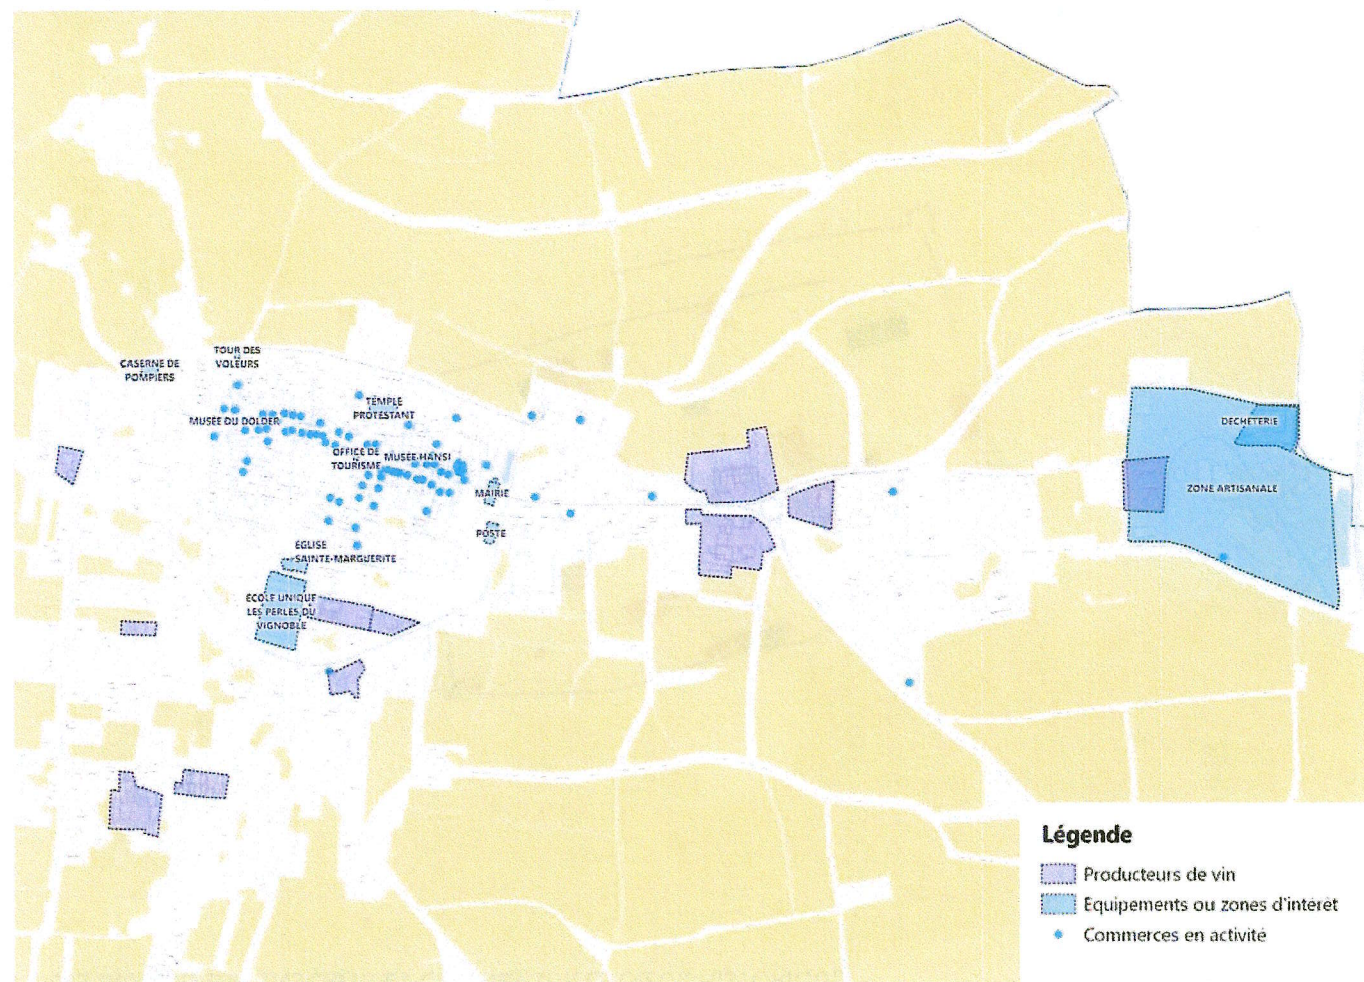 TOUR DES
VOLEURS
CASERNE DE
POMPIERS
TEMPLE
PROTESTANT
MUSÉE DU DOLDER
OFFICE DE
TOURISME
MUSÉE HANSI
MAIRIE
POSTE
ÉGLISE
SAINTE-MARGUERITE
ECOLE UNIQUE
LES PERLES DU
VIGNOBLE
DECHETERIE
ZONE ARTISANALE
Légende
Producteurs de vin
Equipements ou zones d'intérêt
Commerces en activité